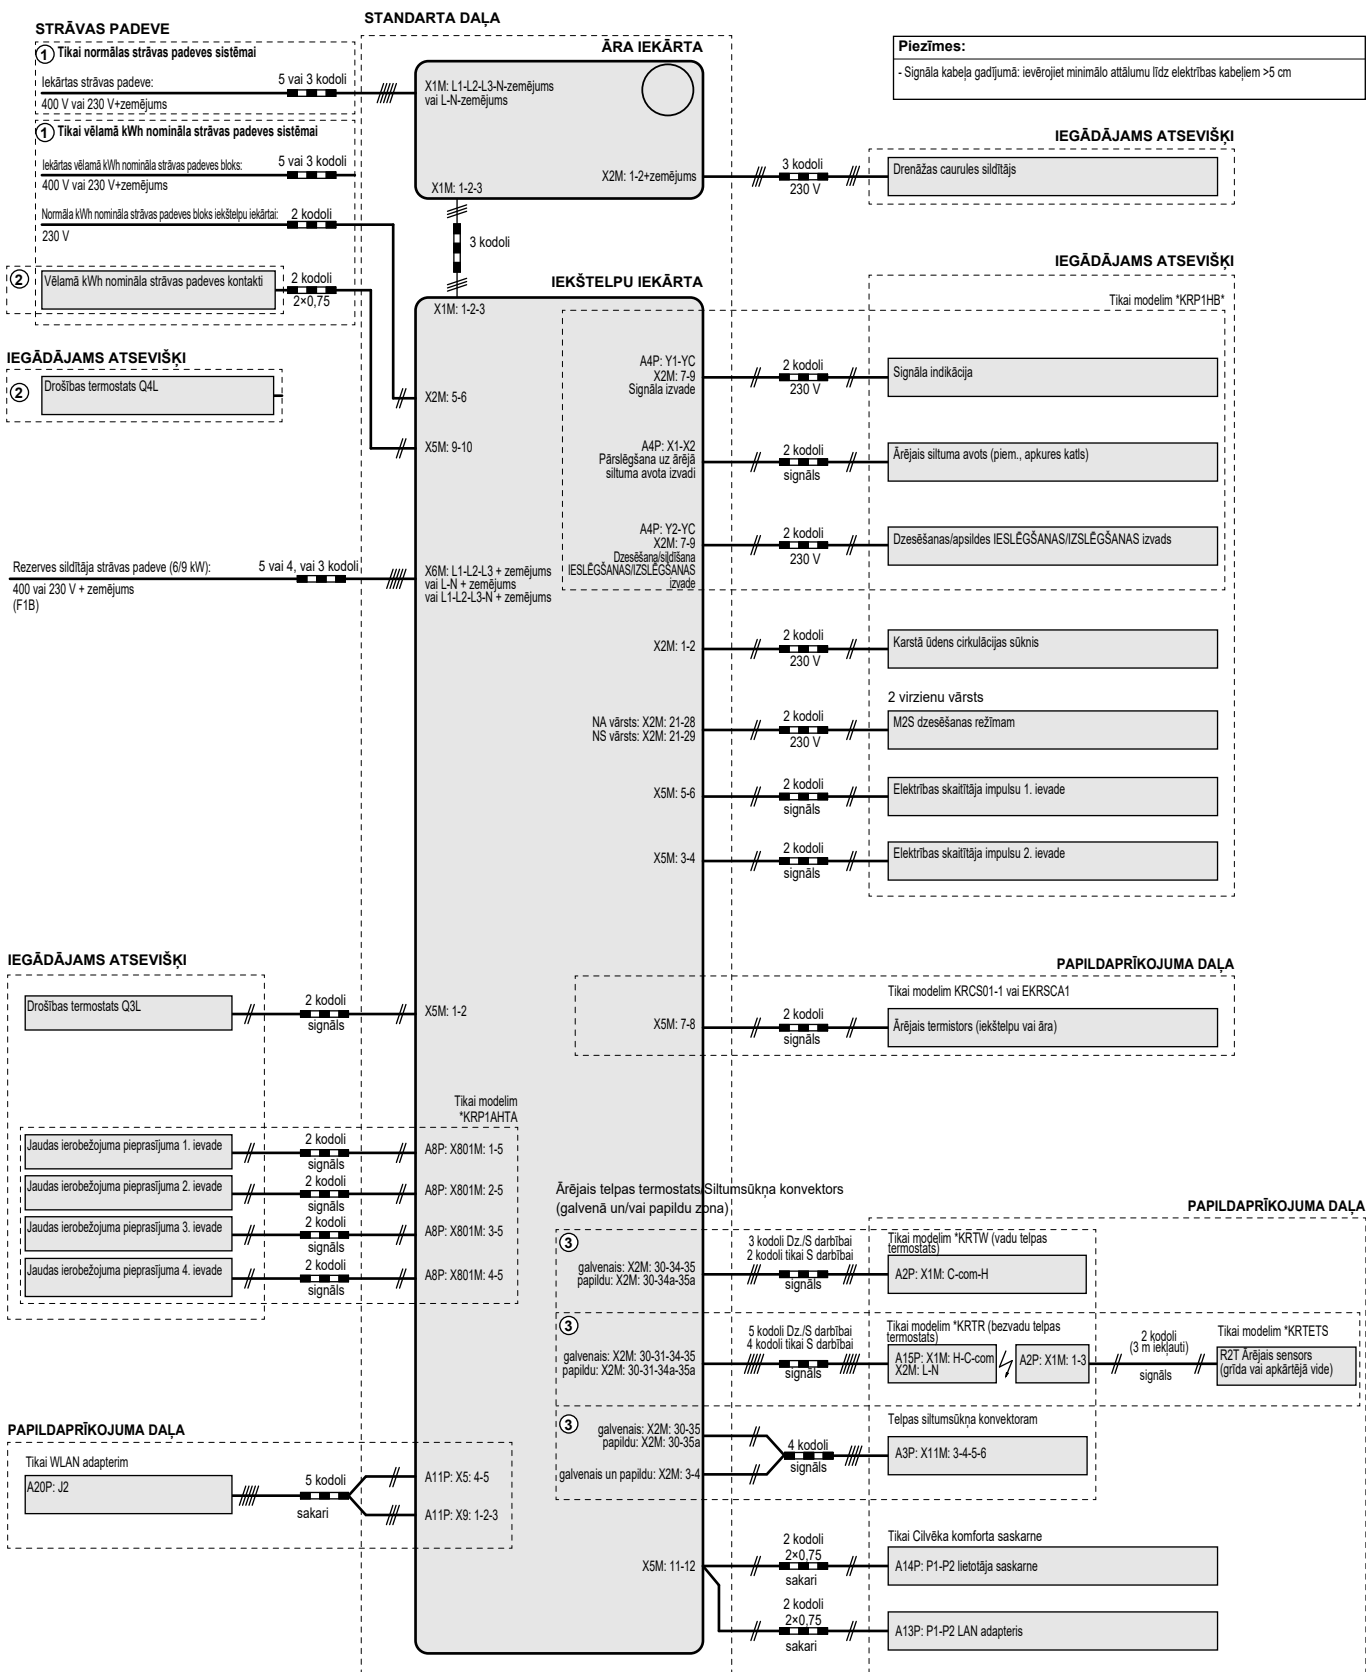 STRĀVAS PADEVE
① Tikai normālas strāvas padeves sistēmai
Iekārtas strāvas padeve:
5 vai 3 kodoli
400 V vai 230 V+zemējums
① Tikai vēlamā kWh nomināla strāvas padeves sistēmai
Iekārtas vēlamā kWh nomināla strāvas padeves bloks:
5 vai 3 kodoli
400 V vai 230 V+zemējums
Normāla kWh nomināla strāvas padeves bloks iekštelpu iekārtai:
2 kodoli
230 V
②
Vēlamā kWh nomināla strāvas padeves kontakti
2 kodoli
2×0,75
IEGĀDĀJAMS ATSEVIŠĶI
②
Drošības termostats Q4L
Rezerves sildītāja strāvas padeve (6/9 kW):
5 vai 4, vai 3 kodoli
400 vai 230 V + zemējums
(F1B)
IEGĀDĀJAMS ATSEVIŠĶI
Drošības termostats Q3L
2 kodoli
signāls
Jaudas ierobežojuma pieprasījuma 1. ievade
2 kodoli
signāls
Jaudas ierobežojuma pieprasījuma 2. ievade
2 kodoli
signāls
Jaudas ierobežojuma pieprasījuma 3. ievade
2 kodoli
signāls
Jaudas ierobežojuma pieprasījuma 4. ievade
2 kodoli
signāls
PAPILDAPRĪKOJUMA DAĻA
Tikai WLAN adapterim
A20P: J2
5 kodoli
sakari
STANDARTA DAĻA
ĀRA IEKĀRTA
X1M: L1-L2-L3-N-zemējums
vai L-N-zemējums
X2M: 1-2+zemējums
X1M: 1-2-3
3 kodoli
IEKŠTELPU IEKĀRTA
X1M: 1-2-3
X2M: 5-6
X5M: 9-10
X6M: L1-L2-L3 + zemējums
vai L-N + zemējums
vai L1-L2-L3-N + zemējums
X5M: 1-2
Tikai modelim
*KRP1AHTA
A8P: X801M: 1-5
A8P: X801M: 2-5
A8P: X801M: 3-5
A8P: X801M: 4-5
A11P: X5: 4-5
A11P: X9: 1-2-3
Piezīmes:
- Signāla kabeļa gadījumā: ievērojiet minimālo attālumu līdz elektrības kabeļiem >5 cm
IEGĀDĀJAMS ATSEVIŠĶI
3 kodoli
230 V
Drenāžas caurules sildītājs
IEGĀDĀJAMS ATSEVIŠĶI
Tikai modelim *KRP1HB*
A4P: Y1-YC
X2M: 7-9
Signāla izvade
2 kodoli
230 V
Signāla indikācija
A4P: X1-X2
Pārslēgšana uz ārējā
siltuma avota izvadi
2 kodoli
signāls
Ārējais siltuma avots (piem., apkures katls)
A4P: Y2-YC
X2M: 7-9
Dzesēšana/sildīšana
IESLĒGŠANAS/IZSLĒGŠANAS
izvade
2 kodoli
230 V
Dzesēšanas/apsildes IESLĒGŠANAS/IZSLĒGŠANAS izvads
X2M: 1-2
2 kodoli
230 V
Karstā ūdens cirkulācijas sūknis
2 virzienu vārsts
NA vārsts: X2M: 21-28
NS vārsts: X2M: 21-29
2 kodoli
230 V
M2S dzesēšanas režīmam
X5M: 5-6
2 kodoli
signāls
Elektrības skaitītāja impulsu 1. ievade
X5M: 3-4
2 kodoli
signāls
Elektrības skaitītāja impulsu 2. ievade
PAPILDAPRĪKOJUMA DAĻA
Tikai modelim KRCS01-1 vai EKRSCA1
X5M: 7-8
2 kodoli
signāls
Ārējais termistors (iekštelpu vai āra)
Ārējais telpas termostats/Siltumsūkņa konvektors
(galvenā un/vai papildu zona)
PAPILDAPRĪKOJUMA DAĻA
③
galvenais: X2M: 30-34-35
papildu: X2M: 30-34a-35a
3 kodoli Dz./S darbībai
2 kodoli tikai S darbībai
signāls
Tikai modelim *KRTW (vadu telpas
termostats)
A2P: X1M: C-com-H
③
galvenais: X2M: 30-31-34-35
papildu: X2M: 30-31-34a-35a
5 kodoli Dz./S darbībai
4 kodoli tikai S darbībai
signāls
Tikai modelim *KRTR (bezvadu telpas
termostats)
A15P: X1M: H-C-com
X2M: L-N
A2P: X1M: 1-3
2 kodoli
(3 m iekļauti)
signāls
Tikai modelim *KRTETS
R2T Ārējais sensors
(grīda vai apkārtējā vide)
③
galvenais: X2M: 30-35
papildu: X2M: 30-35a
galvenais un papildu: X2M: 3-4
4 kodoli
signāls
Telpas siltumsūkņa konvektoram
A3P: X11M: 3-4-5-6
X5M: 11-12
2 kodoli
2×0,75
sakari
Tikai Cilvēka komforta saskarne
A14P: P1-P2 lietotāja saskarne
2 kodoli
2×0,75
sakari
A13P: P1-P2 LAN adapteris